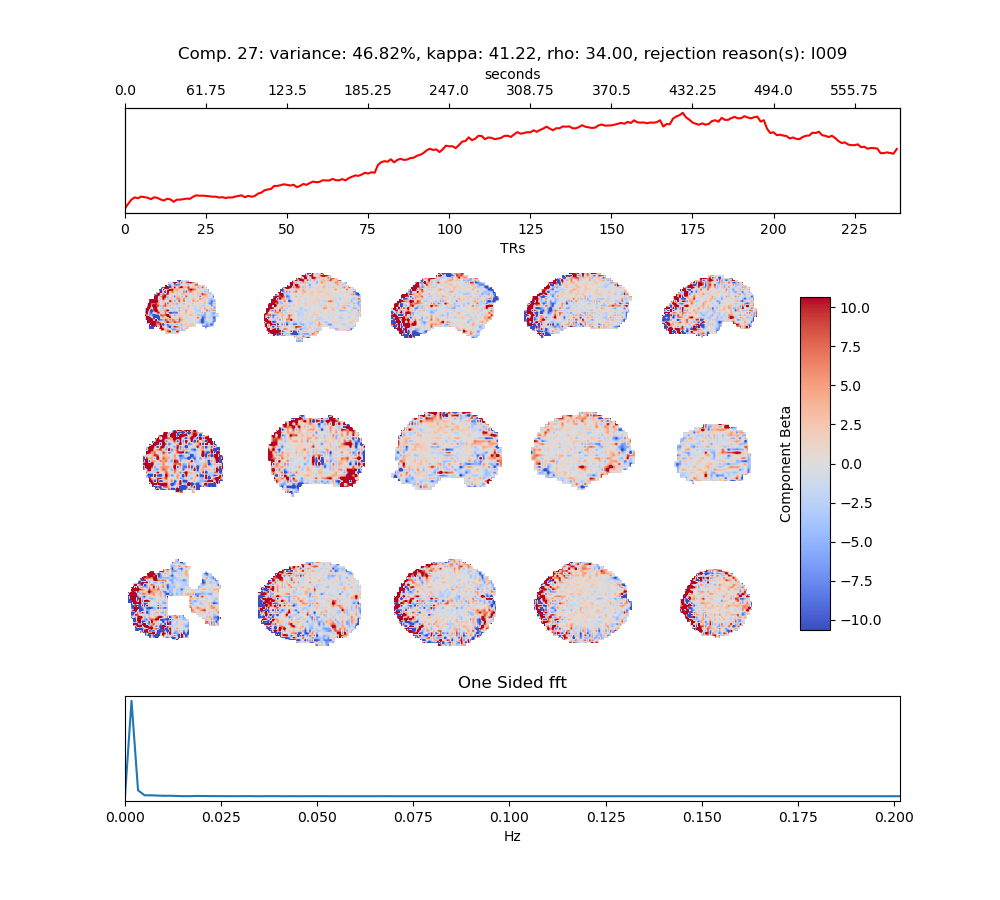 Comp. 27: variance: 46.82%, kappa: 41.22, rho: 34.00, rejection reason(s): I009
seconds
0.0 61.75 123.5 185.25 247.0 308.75 370.5 432.25 494.0 555.75
0 25 50 75 100 125 150 175 200 225
TRs
10.0
7.5
5.0
2.5
0.0
−2.5
−5.0
−7.5
−10.0
Component Beta
One Sided fft
0.000 0.025 0.050 0.075 0.100 0.125 0.150 0.175 0.200
Hz